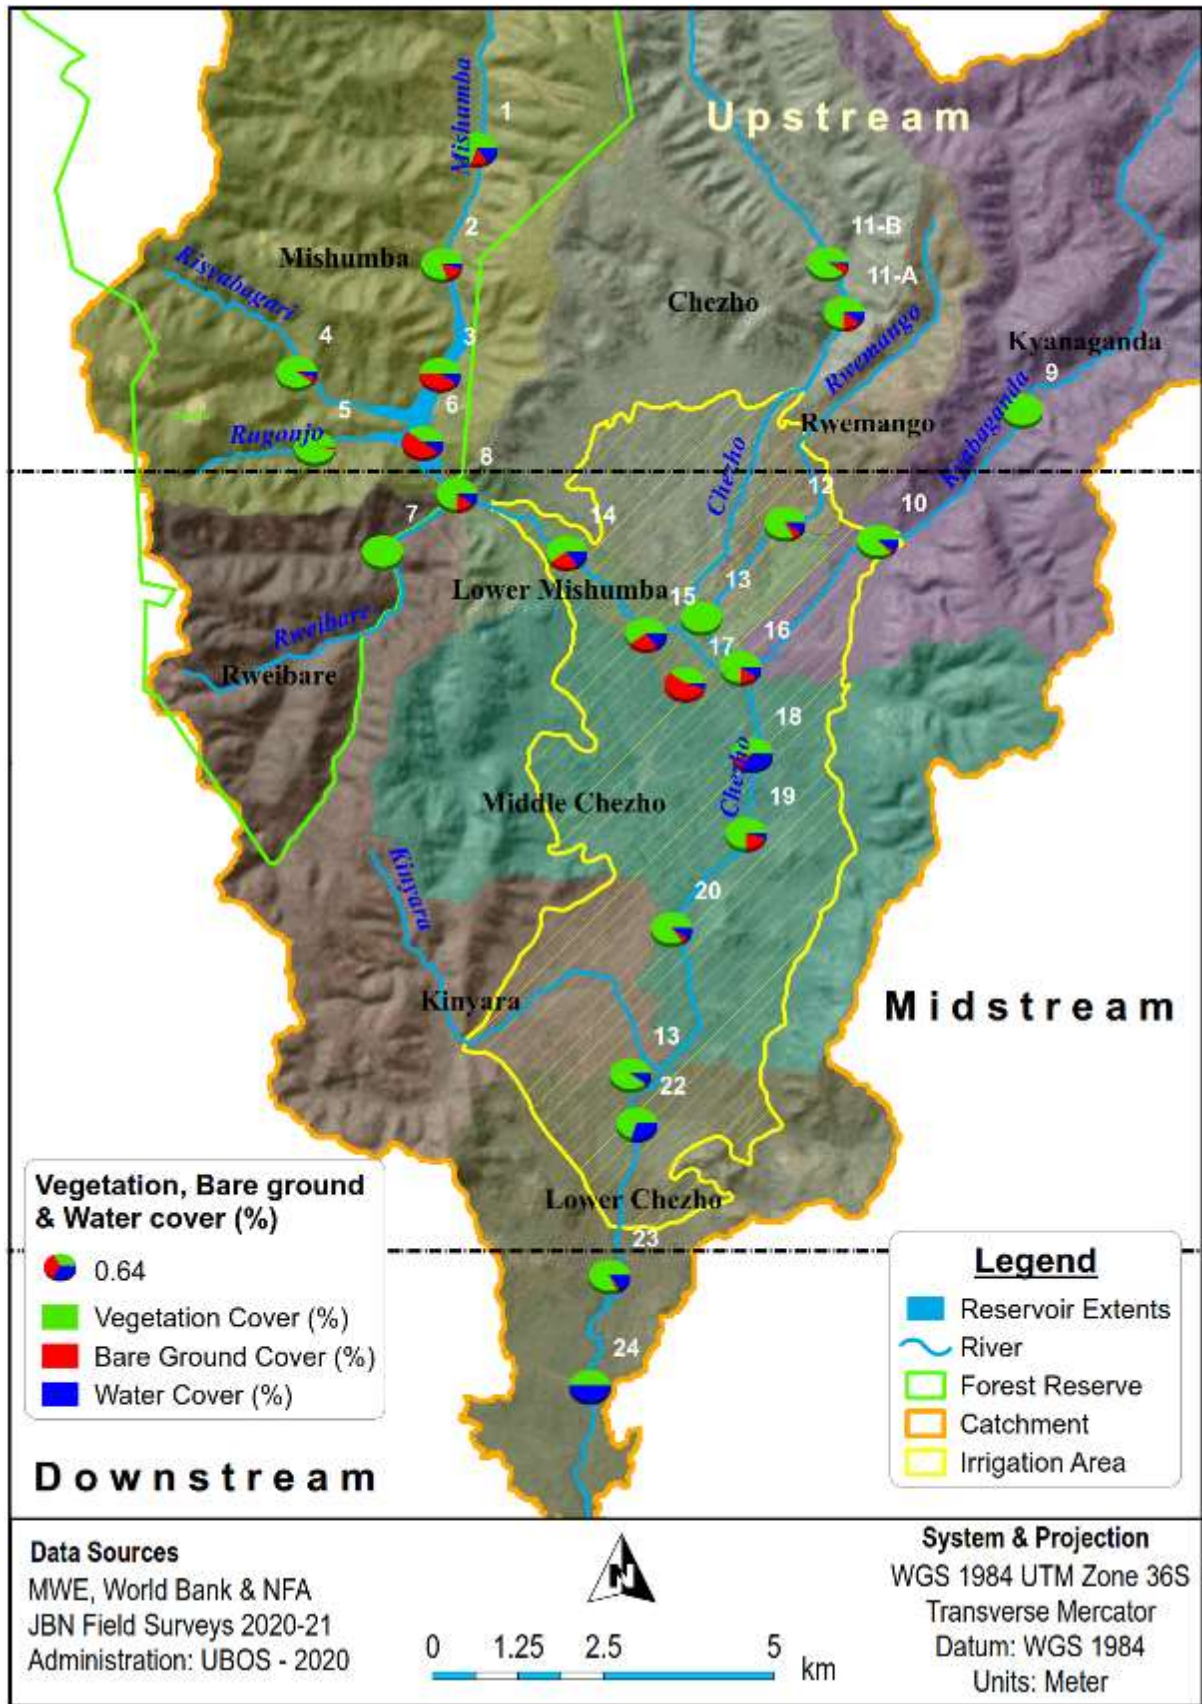 Upstream
Mishumba
1
2
Mishumba
Kisyabagari
4
3
5
6
Rugonjo
8
7
11-B
11-A
Chezho
Rwemango
Kyanaganda
9
Rwemango
Kyabaganda
Chezho
12
10
14
Lower Mishumba
15
13
16
17
Rweibare
Rweibare
18
Chezho
19
Middle Chezho
20
Kinyara
Kinyara
Midstream
13
22
Lower Chezho
23
24
Vegetation, Bare ground
& Water cover (%)
0.64
Vegetation Cover (%)
Bare Ground Cover (%)
Water Cover (%)
Downstream
Legend
Reservoir Extents
River
Forest Reserve
Catchment
Irrigation Area
Data Sources
MWE, World Bank & NFA
JBN Field Surveys 2020-21
Administration: UBOS - 2020
N
0 1.25 2.5 5
km
System & Projection
WGS 1984 UTM Zone 36S
Transverse Mercator
Datum: WGS 1984
Units: Meter